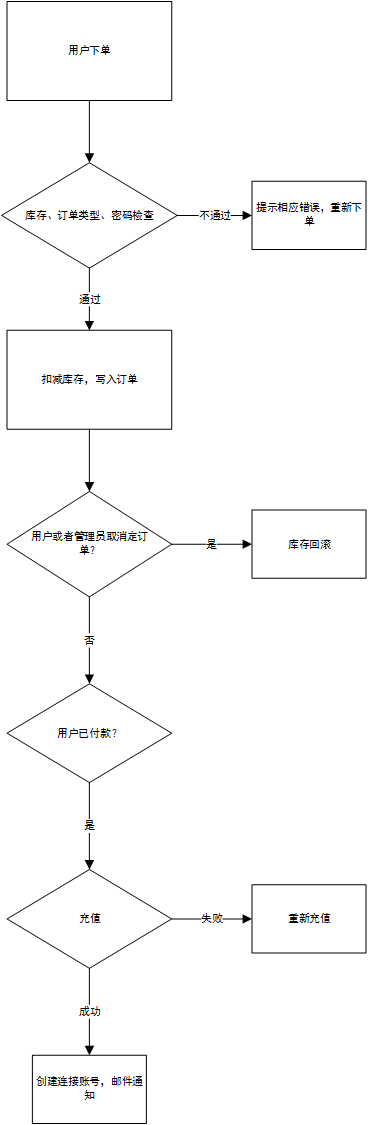 用户下单
库存、订单类型、密码检查
不通过
提示相应错误，重新下
单
通过
扣减库存，写入订单
用户或者管理员取消定订
单？
是
库存回滚
否
用户已付款？
是
充值
失败
重新充值
成功
创建连接账号，邮件通
知